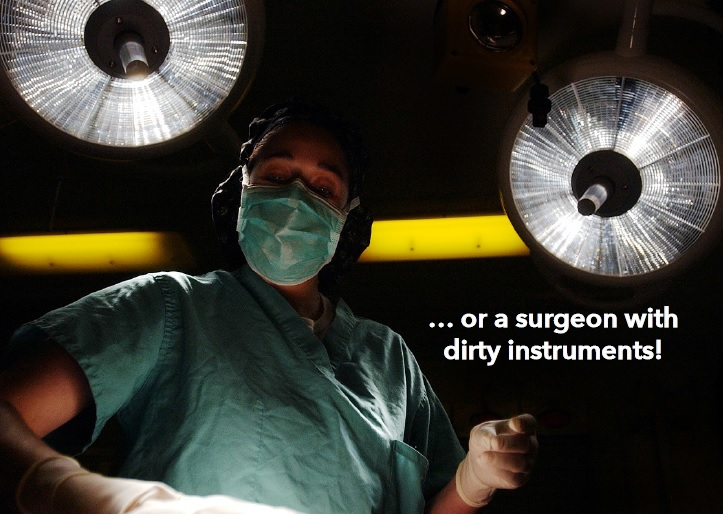 ... or a surgeon with
dirty instruments!